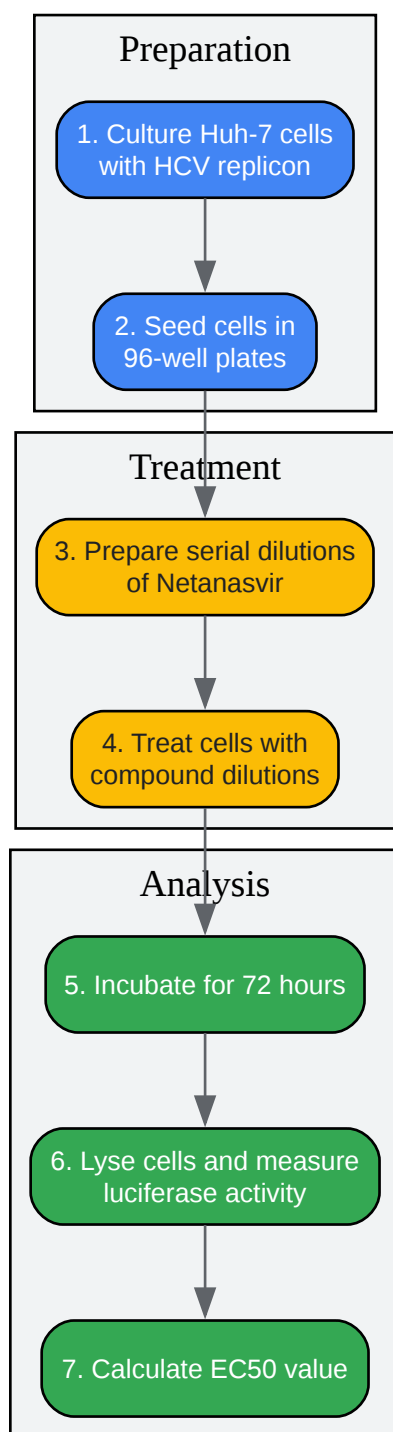 Preparation
1. Culture Huh-7 cells
with HCV replicon
2. Seed cells in
96-well plates
Treatment
3. Prepare serial dilutions
of Netanasvir
4. Treat cells with
compound dilutions
Analysis
5. Incubate for 72 hours
6. Lyse cells and measure
luciferase activity
7. Calculate EC50 value